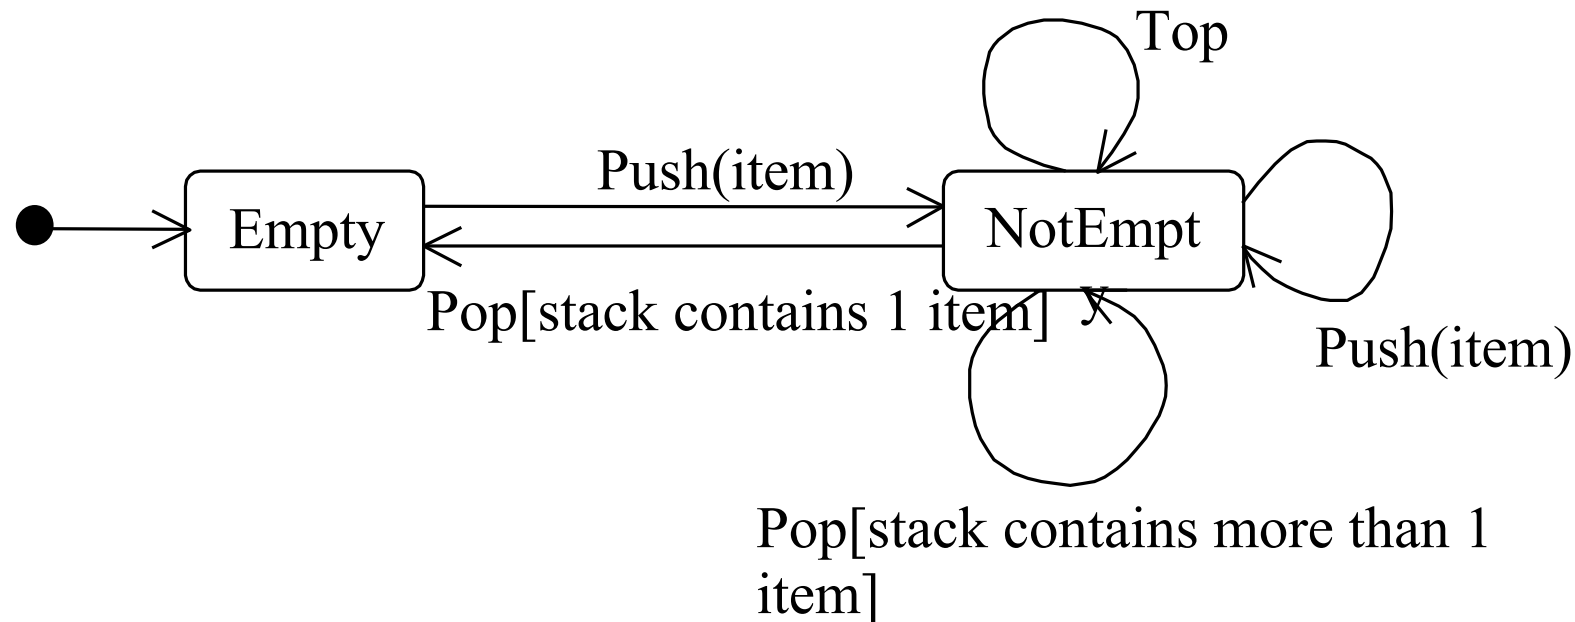 Top
Push(item)
Empty
NotEmpt
y
Pop[stack contains 1 item]
Push(item)
Pop[stack contains more than 1
item]